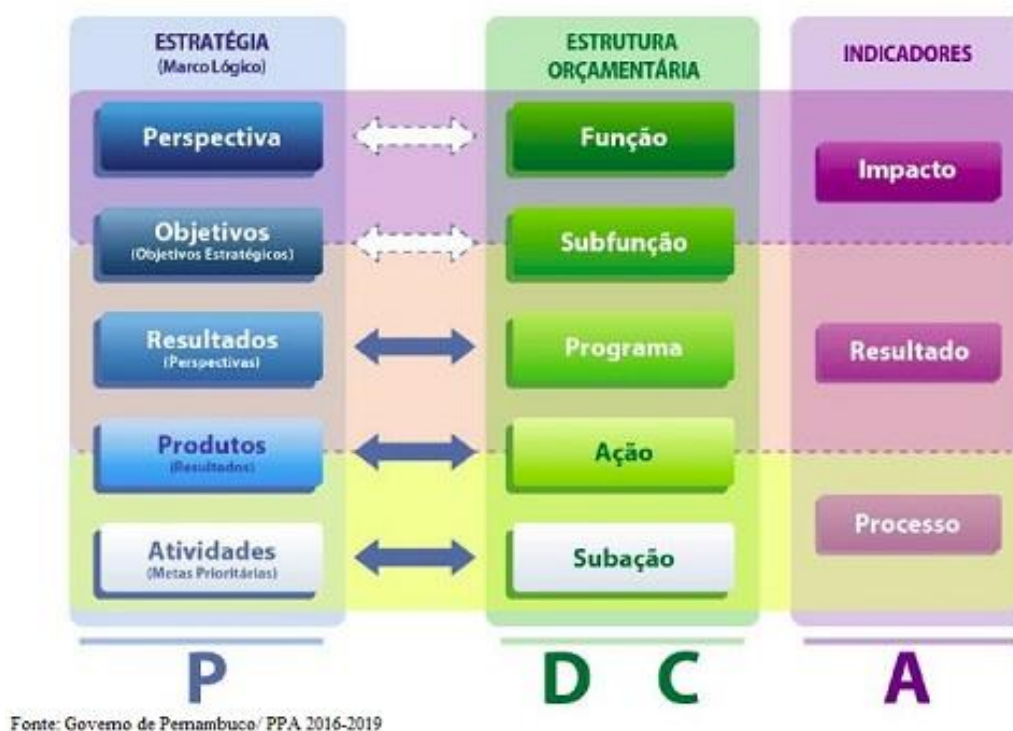 ESTRATÉGIA
(Marco Lógico)
ESTRUTURA
ORÇAMENTÁRIA
INDICADORES
Perspectiva
Função
Impacto
Objetivos
(Objetivos Estratégicos)
Subfunção
Resultados
(Perspectivas)
Programa
Resultado
Produtos
(Resultados)
Ação
Processo
Atividades
(Metas Prioritárias)
Subação
P
D C
A
Fonte: Governo de Pernambuco/ PPA 2016-2019